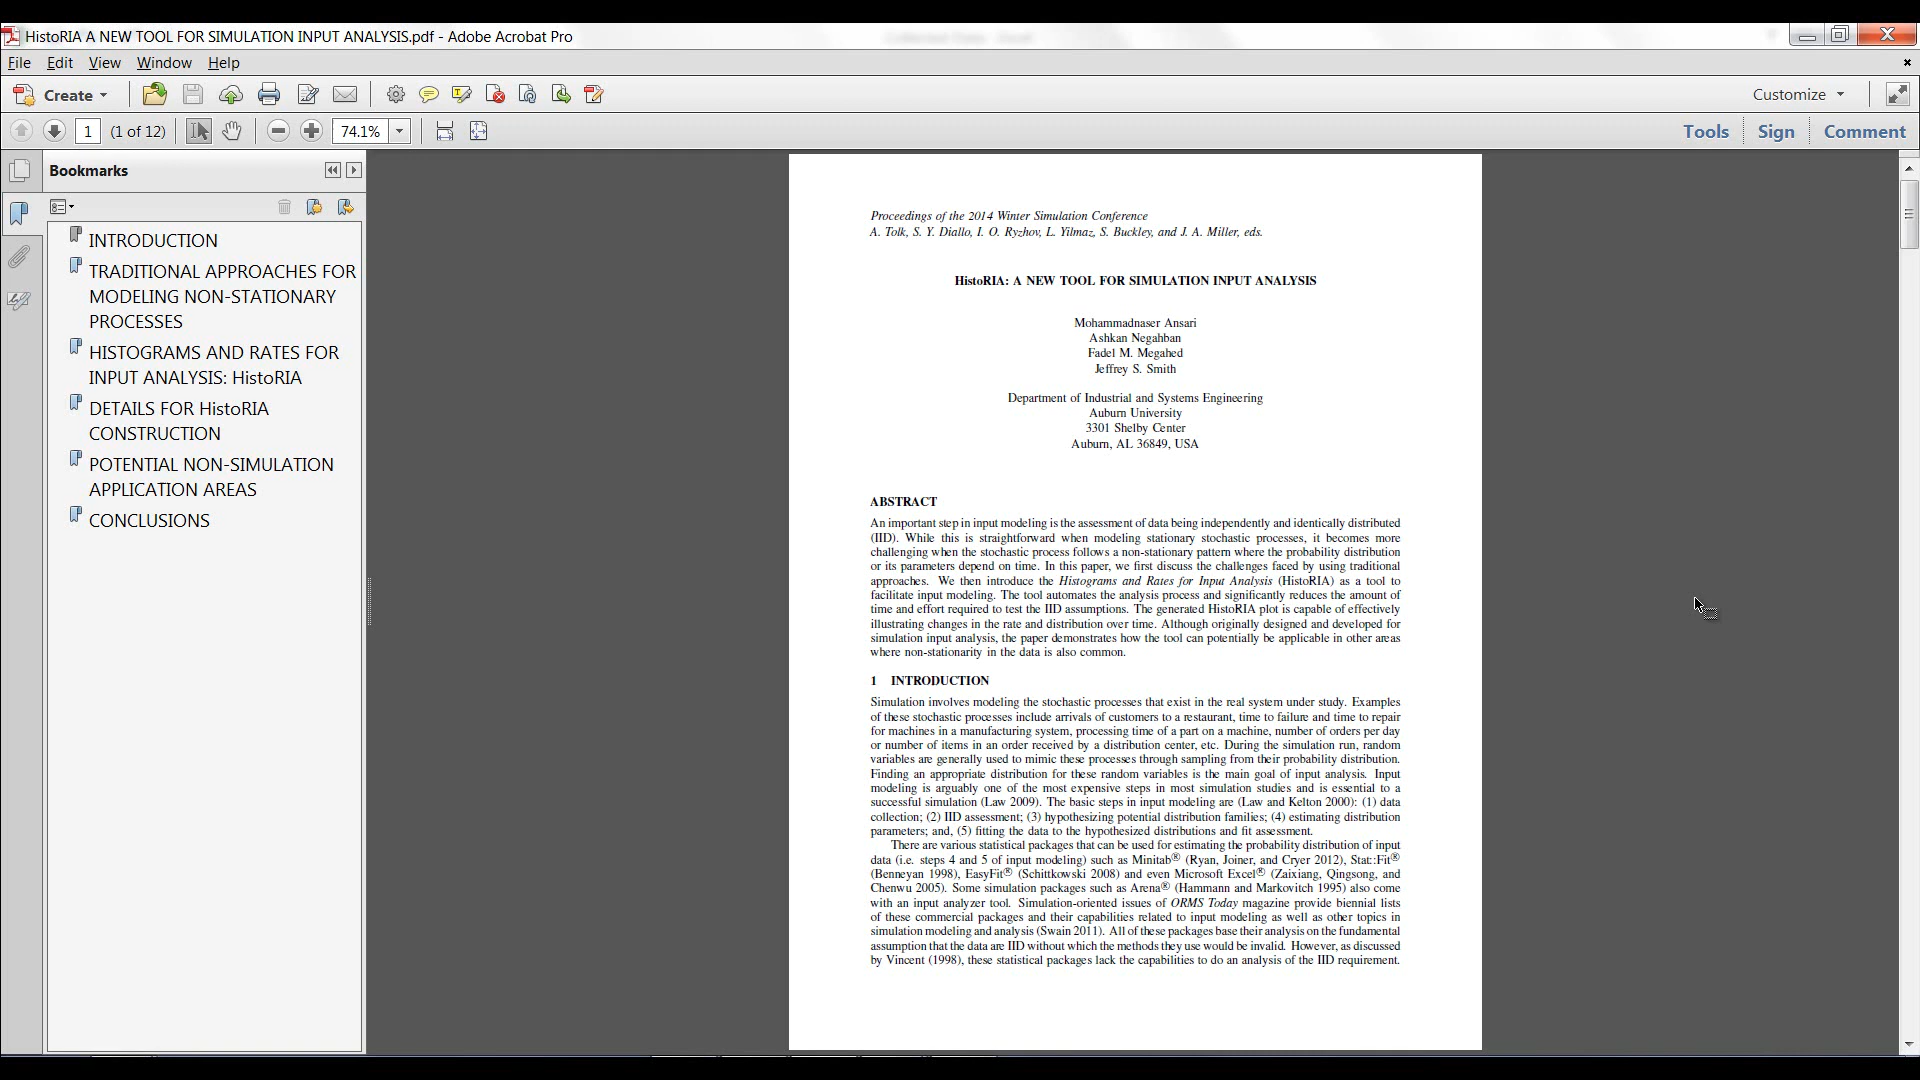 HistoRIA A NEW TOOL FOR SIMULATION INPUT ANALYSIS.pdf - Adobe Acrobat Pro
File Edit View Window Help
Create
Customize
1 (1 of 12) 74.1%
Tools Sign Comment
Bookmarks
INTRODUCTION
TRADITIONAL APPROACHES FOR
MODELING NON-STATIONARY
PROCESSES
HISTOGRAMS AND RATES FOR
INPUT ANALYSIS: HistoRIA
DETAILS FOR HistoRIA
CONSTRUCTION
POTENTIAL NON-SIMULATION
APPLICATION AREAS
CONCLUSIONS
Proceedings of the 2014 Winter Simulation Conference
A. Tolk, S. Y. Diallo, I. O. Ryzhov, L. Yilmaz, S. Buckley, and J. A. Miller, eds.
HistoRIA: A NEW TOOL FOR SIMULATION INPUT ANALYSIS
Mohammadnaser Ansari
Ashkan Negahban
Fadel M. Megahed
Jeffrey S. Smith
Department of Industrial and Systems Engineering
Auburn University
3301 Shelby Center
Auburn, AL 36849, USA
ABSTRACT
An important step in input modeling is the assessment of data being independently and identically distributed
(IID). While this is straightforward when modeling stationary stochastic processes, it becomes more
challenging when the stochastic process follows a non-stationary pattern where the probability distribution
or its parameters depend on time. In this paper, we first discuss the challenges faced by using traditional
approaches. We then introduce the Histograms and Rates for Input Analysis (HistoRIA) as a tool to
facilitate input modeling. The tool automates the analysis process and significantly reduces the amount of
time and effort required to test the IID assumptions. The generated HistoRIA plot is capable of effectively
illustrating changes in the rate and distribution over time. Although originally designed and developed for
simulation input analysis, the paper demonstrates how the tool can potentially be applicable in other areas
where non-stationarity in the data is also common.
1 INTRODUCTION
Simulation involves modeling the stochastic processes that exist in the real system under study. Examples
of these stochastic processes include arrivals of customers to a restaurant, time to failure and time to repair
for machines in a manufacturing system, processing time of a part on a machine, number of orders per day
or number of items in an order received by a distribution center, etc. During the simulation run, random
variables are generally used to mimic these processes through sampling from their probability distribution.
Finding an appropriate distribution for these random variables is the main goal of input analysis. Input
modeling is arguably one of the most expensive steps in most simulation studies and is essential to a
successful simulation (Law 2009). The basic steps in input modeling are (Law and Kelton 2000): (1) data
collection; (2) IID assessment; (3) hypothesizing potential distribution families; (4) estimating distribution
parameters; and, (5) fitting the data to the hypothesized distributions and fit assessment.
There are various statistical packages that can be used for estimating the probability distribution of input
data (i.e. steps 4 and 5 of input modeling) such as Minitab® (Ryan, Joiner, and Cryer 2012), Stat::Fit®
(Benneyan 1998), EasyFit® (Schittkowski 2008) and even Microsoft Excel® (Zaixiang, Qingsong, and
Chenwu 2005). Some simulation packages such as Arena® (Hammann and Markovitch 1995) also come
with an input analyzer tool. Simulation-oriented issues of ORMS Today magazine provide biennial lists
of these commercial packages and their capabilities related to input modeling as well as other topics in
simulation modeling and analysis (Swain 2011). All of these packages base their analysis on the fundamental
assumption that the data are IID without which the methods they use would be invalid. However, as discussed
by Vincent (1998), these statistical packages lack the capabilities to do an analysis of the IID requirement.